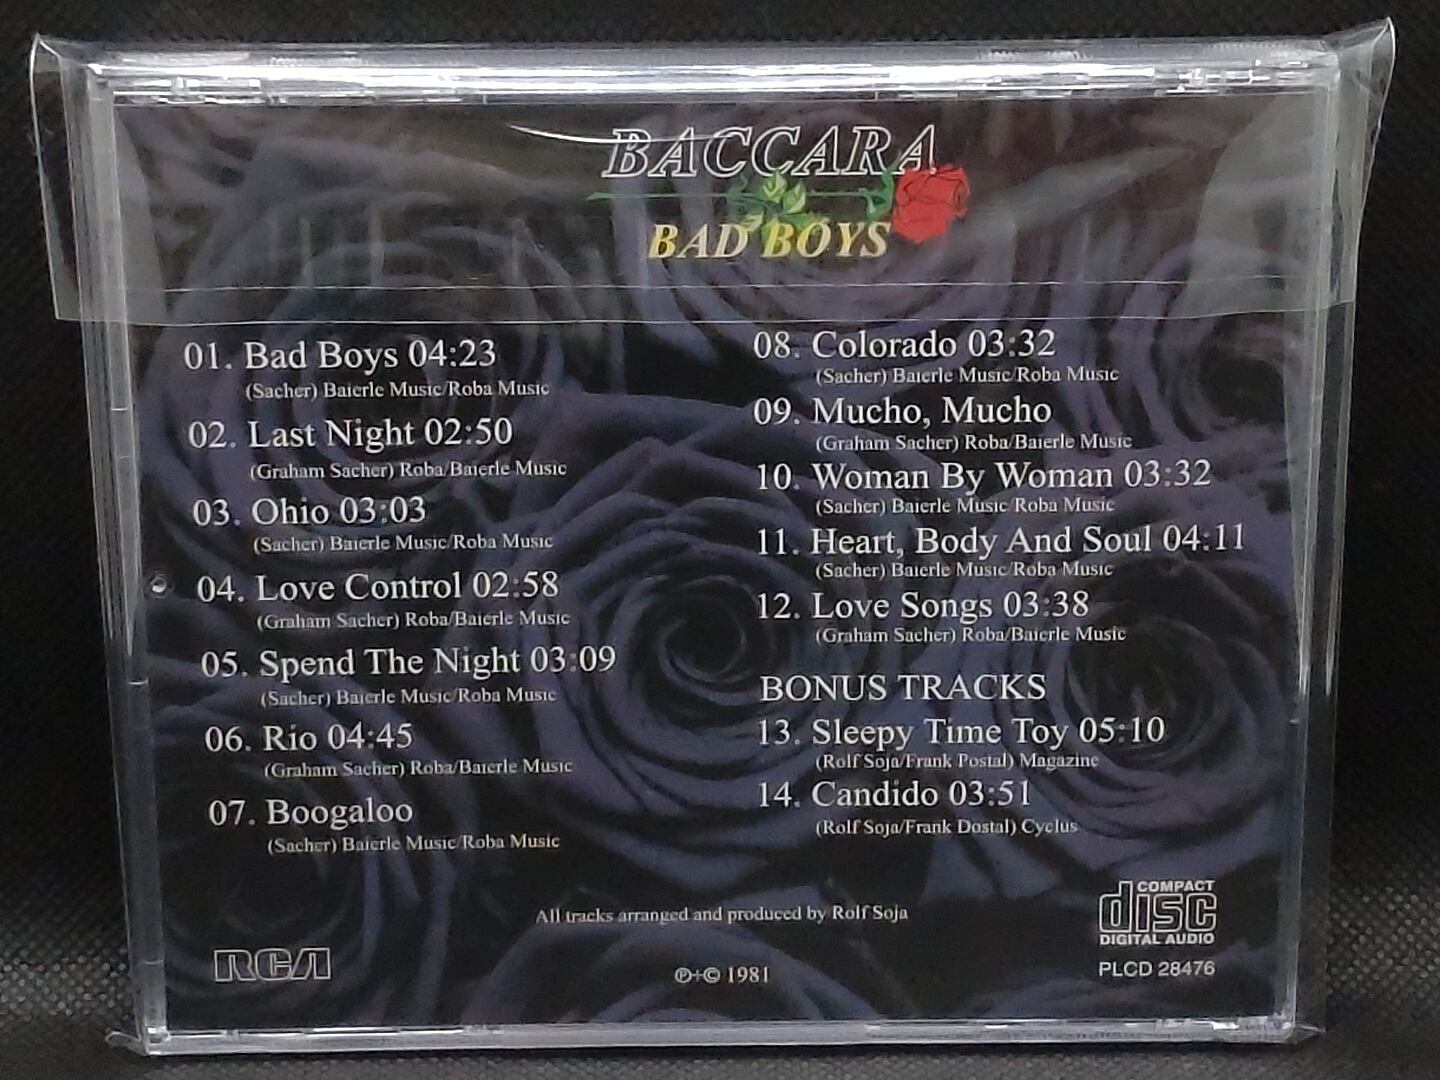 BACCARA
BAD BOYS
01. Bad Boys 04:23
(Sacher) Baierle Music/Roba Music
02. Last Night 02:50
(Graham Sacher) Roba/Baierle Music
03. Ohio 03:03
(Sacher) Baierle Music/Roba Music
04. Love Control 02:58
(Graham Sacher) Roba/Baierle Music
05. Spend The Night 03:09
(Sacher) Baierle Music/Roba Music
06. Rio 04:45
(Graham Sacher) Roba/Baierle Music
07. Boogaloo
(Sacher) Baierle Music/Roba Music
08. Colorado 03:32
(Sacher) Baierle Music/Roba Music
09. Mucho, Mucho
(Graham Sacher) Roba/Baierle Music
10. Woman By Woman 03:32
(Sacher) Baierle Music/Roba Music
11. Heart, Body And Soul 04:11
(Sacher) Baierle Music/Roba Music
12. Love Songs 03:38
(Graham Sacher) Roba/Baierle Music
BONUS TRACKS
13. Sleepy Time Toy 05:10
(Rolf Soja/Frank Postal) Magazine
14. Candido 03:51
(Rolf Soja/Frank Dostal) Cyclus
All tracks arranged and produced by Rolf Soja
RCA
℗+© 1981
COMPACT
disc
DIGITAL AUDIO
PLCD 28476